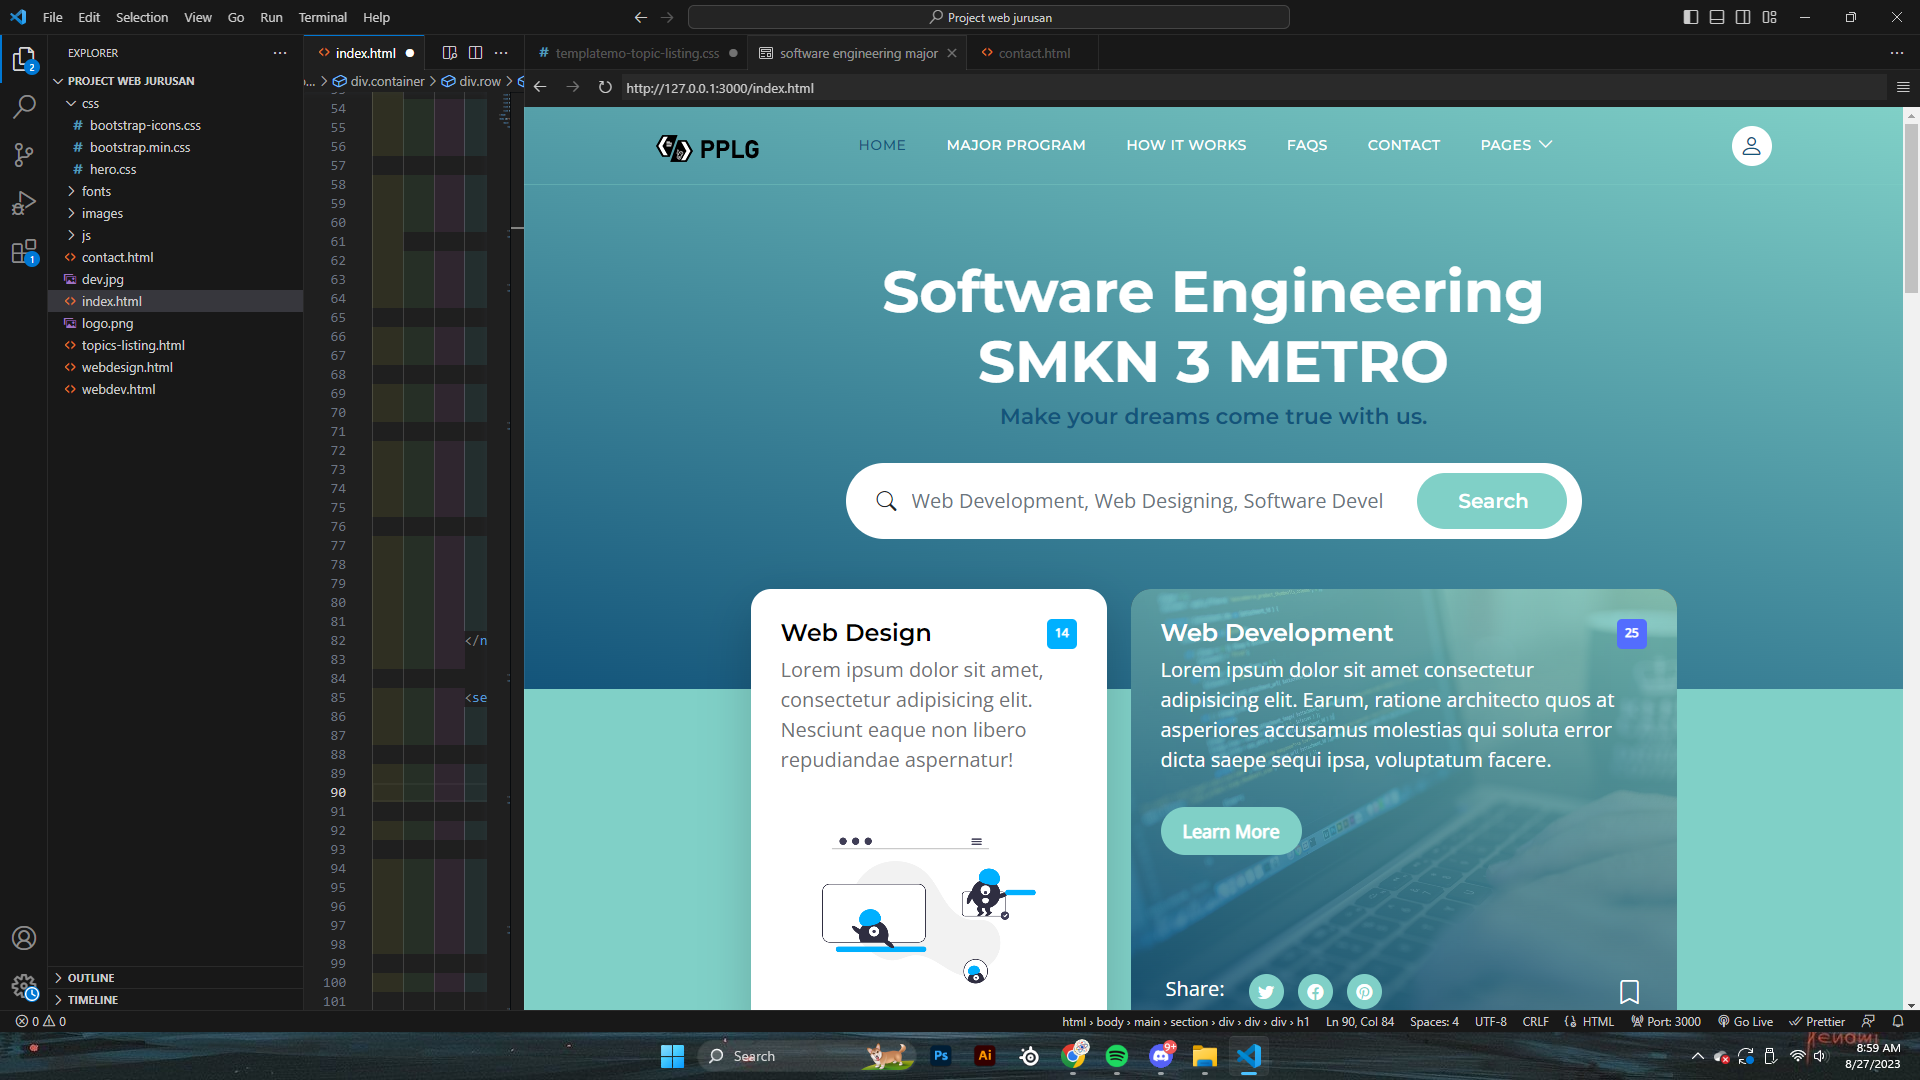 File Edit Selection View Go Run Terminal Help
Project web jurusan
EXPLORER
PROJECT WEB JURUSAN
css
bootstrap-icons.css
bootstrap.min.css
hero.css
fonts
images
js
contact.html
dev.jpg
index.html
logo.png
topics-listing.html
webdesign.html
webdev.html
OUTLINE
TIMELINE
2
1
index.html
templatemo-topic-listing.css
software engineering major
contact.html
div.container
div.row
http://127.0.0.1:3000/index.html
54
55
56
57
58
59
60
61
62
63
64
65
66
67
68
69
70
71
72
73
74
75
76
77
78
79
80
81
82 </n
83
84
85 <se
86
87
88
89
90
91
92
93
94
95
96
97
98
99
100
101
PPLG
HOME MAJOR PROGRAM HOW IT WORKS FAQS CONTACT PAGES
Software Engineering
SMKN 3 METRO
Make your dreams come true with us.
Web Development, Web Designing, Software Devel
Search
Web Design
14
Lorem ipsum dolor sit amet,
consectetur adipisicing elit.
Nesciunt eaque non libero
repudiandae aspernatur!
Web Development
25
Lorem ipsum dolor sit amet consectetur
adipisicing elit. Earum, ratione architecto quos at
asperiores accusamus molestias qui soluta error
dicta saepe sequi ipsa, voluptatum facere.
Learn More
Share:
0 0
html › body › main › section › div › div › div › h1
Ln 90, Col 84
Spaces: 4
UTF-8
CRLF
HTML
Port: 3000
Go Live
Prettier
Search
Ps
Ai
9+
8:59 AM
8/27/2023